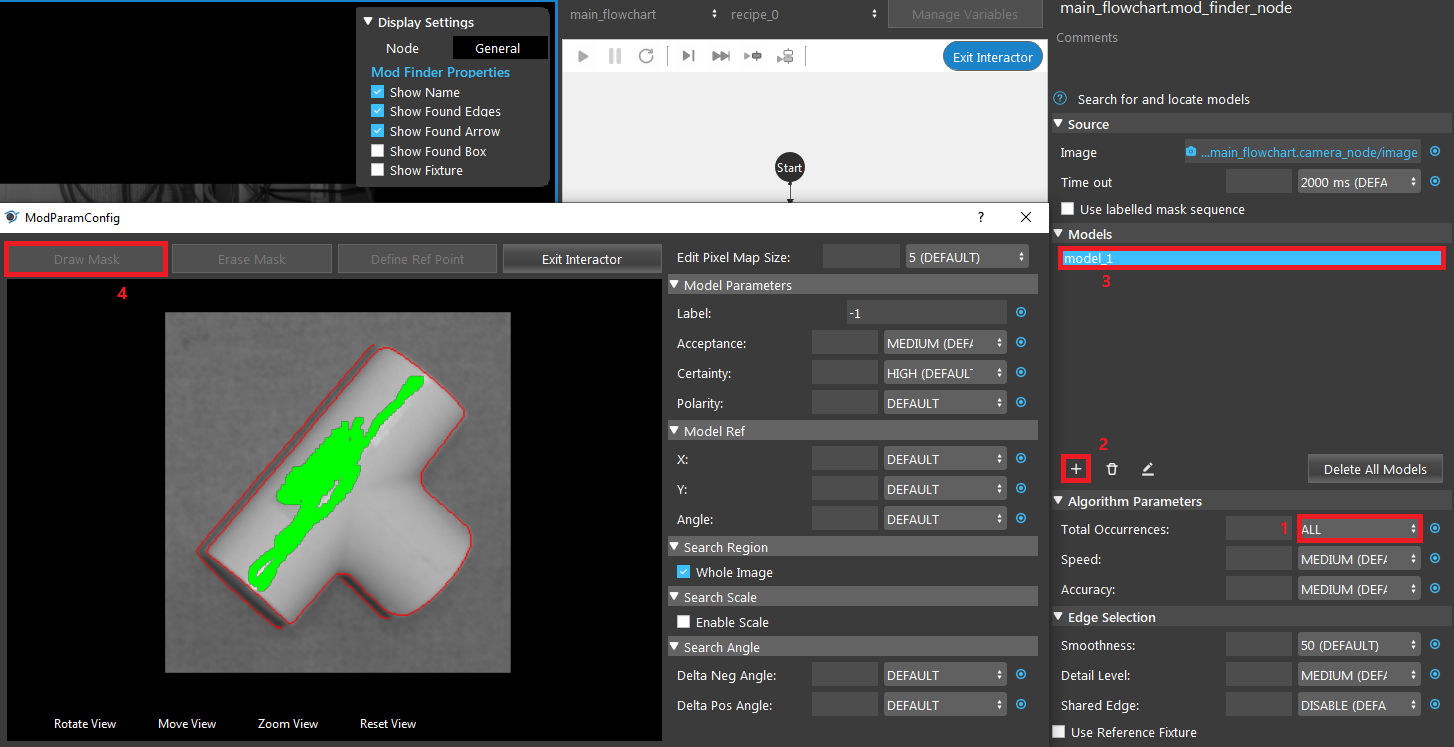 Display Settings
Node General
Mod Finder Properties
Show Name
Show Found Edges
Show Found Arrow
Show Found Box
Show Fixture
main_flowchart recipe_0 Manage Variables
Exit Interactor
Start
main_flowchart.mod_finder_node
Comments
? Search for and locate models
Source
Image ...main_flowchart.camera_node/image
Time out 2000 ms (DEFA
Use labelled mask sequence
Models
model_1
3
2
+ Delete All Models
Algorithm Parameters
Total Occurrences: 1 ALL
Speed: MEDIUM (DEFA
Accuracy: MEDIUM (DEFA
Edge Selection
Smoothness: 50 (DEFAULT)
Detail Level: MEDIUM (DEFA
Shared Edge: DISABLE (DEFA
Use Reference Fixture
ModParamConfig ?
Draw Mask Erase Mask Define Ref Point Exit Interactor
4
Rotate View Move View Zoom View Reset View
Edit Pixel Map Size: 5 (DEFAULT)
Model Parameters
Label: -1
Acceptance: MEDIUM (DEFA
Certainty: HIGH (DEFAULT
Polarity: DEFAULT
Model Ref
X: DEFAULT
Y: DEFAULT
Angle: DEFAULT
Search Region
Whole Image
Search Scale
Enable Scale
Search Angle
Delta Neg Angle: DEFAULT
Delta Pos Angle: DEFAULT